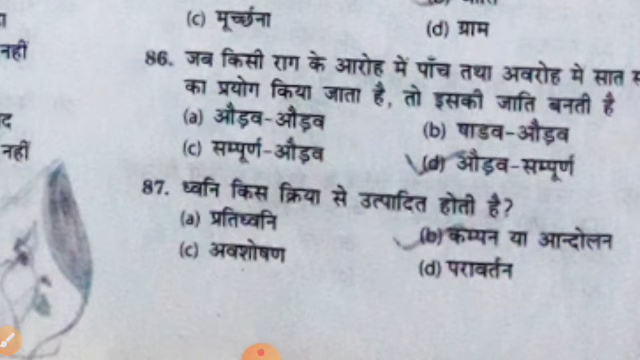 (c) मूर्च्छना
(d) ग्राम
नहीं
86. जब किसी राग के आरोह में पाँच तथा अवरोह मे सात
का प्रयोग किया जाता है, तो इसकी जाति बनती है
(a) औड़व-औड़व
(b) षाडव-औड़व
(c) सम्पूर्ण-औड़व
(d) औड़व-सम्पूर्ण
नहीं
87. ध्वनि किस क्रिया से उत्पादित होती है?
(a) प्रतिध्वनि
(b) कम्पन या आन्दोलन
(c) अवशोषण
(d) परावर्तन